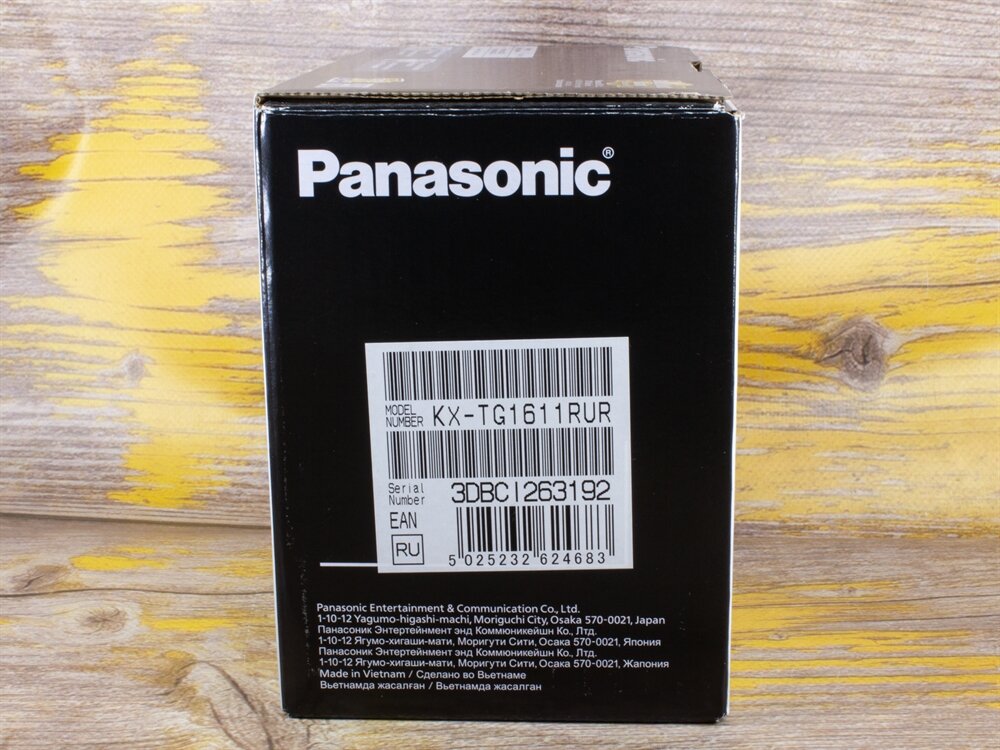 Panasonic®
MODEL
NUMBER KX-TG1611RUR
Serial
Number 3DBCI263192
EAN
RU
5 025232 624683
Panasonic Entertainment & Communication Co., Ltd.
1-10-12 Yagumo-higashi-machi, Moriguchi City, Osaka 570-0021, Japan
Панасоник Энтертейнмент энд Коммюникейшн Ко., Лтд.
1-10-12 Ягумо-хигаши-мати, Моригути Сити, Осака 570-0021, Япония
Панасоник Энтертейнмент энд Коммюникейшн Ко., Лтд.
1-10-12 Ягумо-хигаши-мати, Моригути Сити, Осака 570-0021, Жапония
Made in Vietnam / Сделано во Вьетнаме
Вьетнамда жасалған / Вьетнамда жасалган